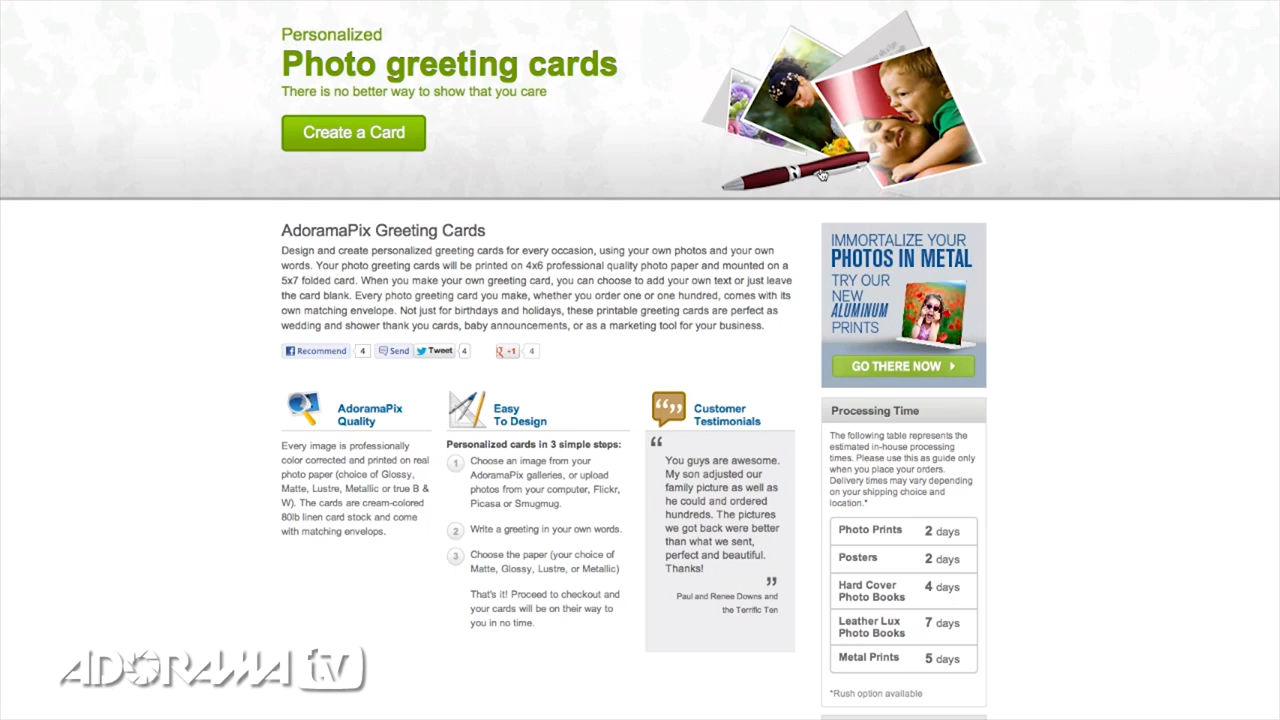 Personalized
Photo greeting cards
There is no better way to show that you care
Create a Card
AdoramaPix Greeting Cards
Design and create personalized greeting cards for every occasion, using your own photos and your own
words. Your photo greeting cards will be printed on 4x6 professional quality photo paper and mounted on a
5x7 folded card. When you make your own greeting card, you can choose to add your own text or just leave
the card blank. Every photo greeting card you make, whether you order one or one hundred, comes with its
own matching envelope. Not just for birthdays and holidays, these printable greeting cards are perfect as
wedding and shower thank you cards, baby announcements, or as a marketing tool for your business.
Recommend 4 Send Tweet 4 +1 4
AdoramaPix
Quality
Every image is professionally
color corrected and printed on real
photo paper (choice of Glossy,
Matte, Lustre, Metallic or true B &
W). The cards are cream-colored
80lb linen card stock and come
with matching envelops.
Easy
To Design
Personalized cards in 3 simple steps:
1 Choose an image from your
AdoramaPix galleries, or upload
photos from your computer, Flickr,
Picasa or Smugmug.
2 Write a greeting in your own words.
3 Choose the paper (your choice of
Matte, Glossy, Lustre, or Metallic)
That's it! Proceed to checkout and
your cards will be on their way to
you in no time.
Customer
Testimonials
“
You guys are awesome.
My son adjusted our
family picture as well as
he could and ordered
hundreds. The pictures
we got back were better
than what we sent,
perfect and beautiful.
Thanks!
”
Paul and Renee Downs and
the Terrific Ten
IMMORTALIZE YOUR
PHOTOS IN METAL
TRY OUR
NEW
ALUMINUM
PRINTS
GO THERE NOW
Processing Time
The following table represents the
estimated in-house processing
times. Please use this as guide only
when you place your orders.
Delivery times may vary depending
on your shipping choice and
location.*
Photo Prints 2 days
Posters 2 days
Hard Cover
Photo Books 4 days
Leather Lux
Photo Books 7 days
Metal Prints 5 days
*Rush option available
ADORAMA tv